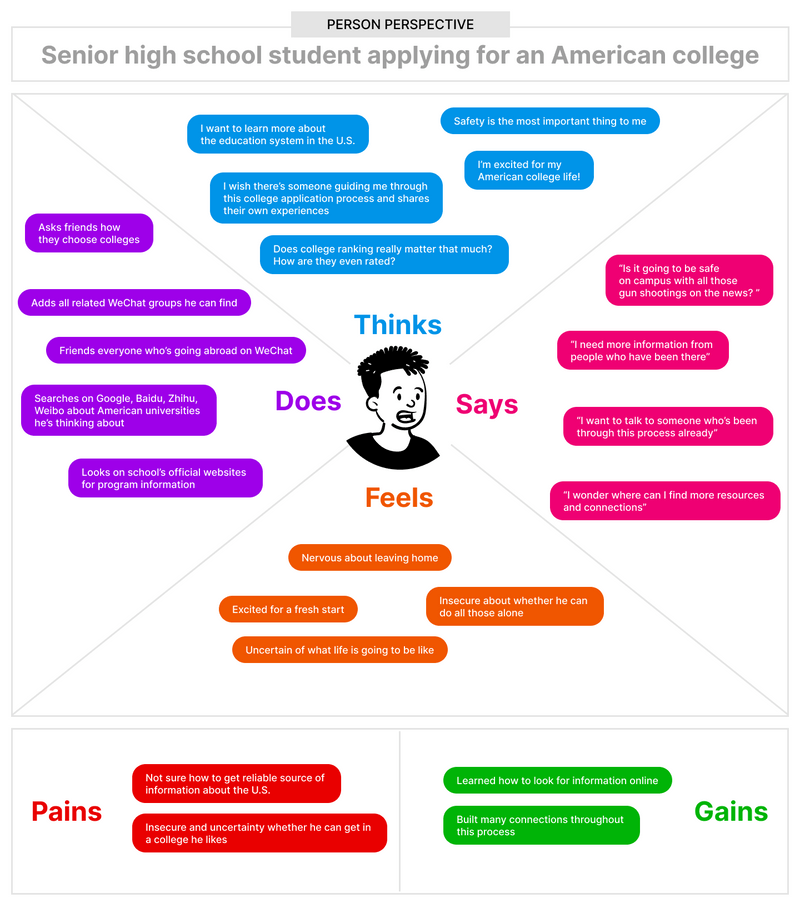 PERSON PERSPECTIVE
Senior high school student applying for an American college
I want to learn more about
the education system in the U.S.
Safety is the most important thing to me
I'm excited for my
American college life!
I wish there's someone guiding me through
this college application process and shares
their own experiences
Does college ranking really matter that much?
How are they even rated?
Thinks
Asks friends how
they choose colleges
Adds all related WeChat groups he can find
Friends everyone who's going abroad on WeChat
Searches on Google, Baidu, Zhihu,
Weibo about American universities
he's thinking about
Looks on school's official websites
for program information
Does
Says
"Is it going to be safe
on campus with all those
gun shootings on the news? "
"I need more information from
people who have been there"
"I want to talk to someone who's been
through this process already"
"I wonder where can I find more resources
and connections"
Feels
Nervous about leaving home
Excited for a fresh start
Insecure about whether he can
do all those alone
Uncertain of what life is going to be like
Pains
Not sure how to get reliable source of
information about the U.S.
Insecure and uncertainty whether he can get in
a college he likes
Learned how to look for information online
Built many connections throughout
this process
Gains